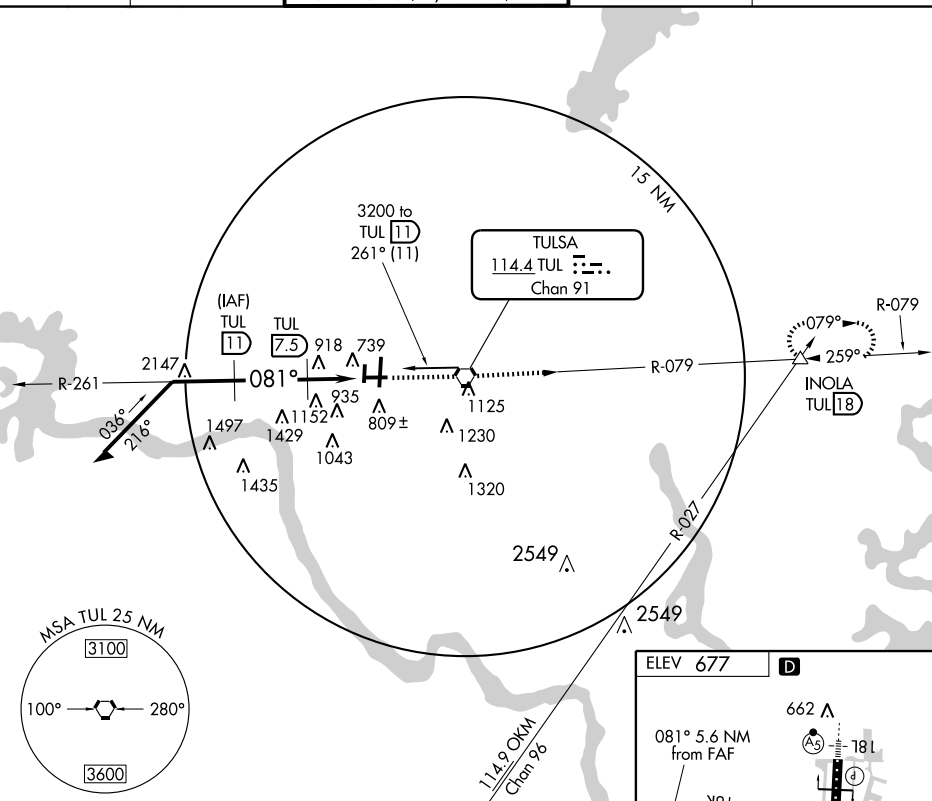 15 NM
3200 to
TUL 11
261° (11)
TULSA
114.4 TUL
Chan 91
(IAF)
TUL
11
TUL
7.5
918
739
2147
R-261
081°
R-079
079°
259°
R-079
INOLA
TUL 18
036°
216°
1497
1429
1152
935
809±
1043
1435
1125
1230
1320
R-027
2549
2549
MSA TUL 25 NM
3100
100°
280°
3600
114.9 OKM
Chan 96
ELEV 677
D
662
081° 5.6 NM
from FAF
A5
18L
P